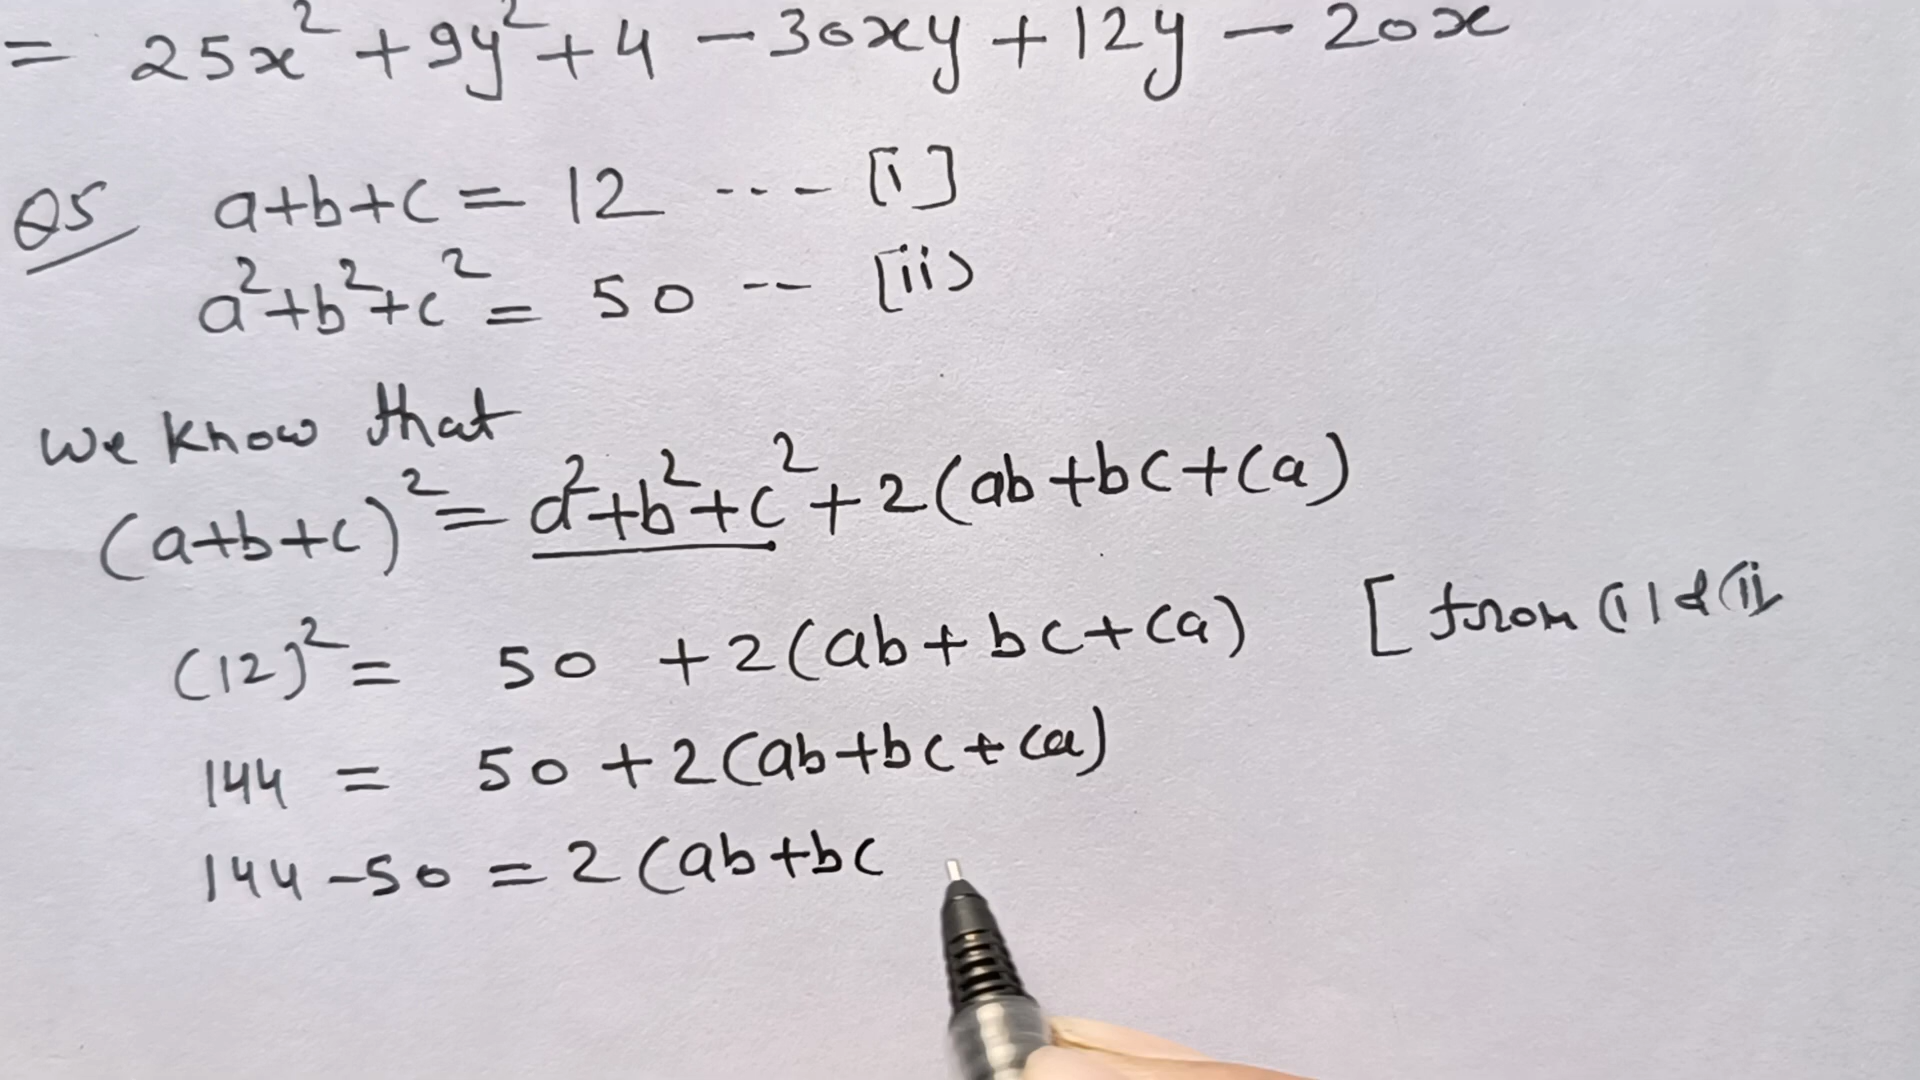 = 25x² + 9y² + 4 - 30xy + 12y - 20x
Q5 a+b+c = 12 --- [i]
a²+b²+c² = 50 -- [ii)
We know that
(a+b+c)² = a²+b²+c² + 2(ab+bc+ca)
(12)² = 50 + 2(ab+bc+ca) [from (i) & (ii
144 = 50 + 2(ab+bc+ca)
144 - 50 = 2(ab+bc